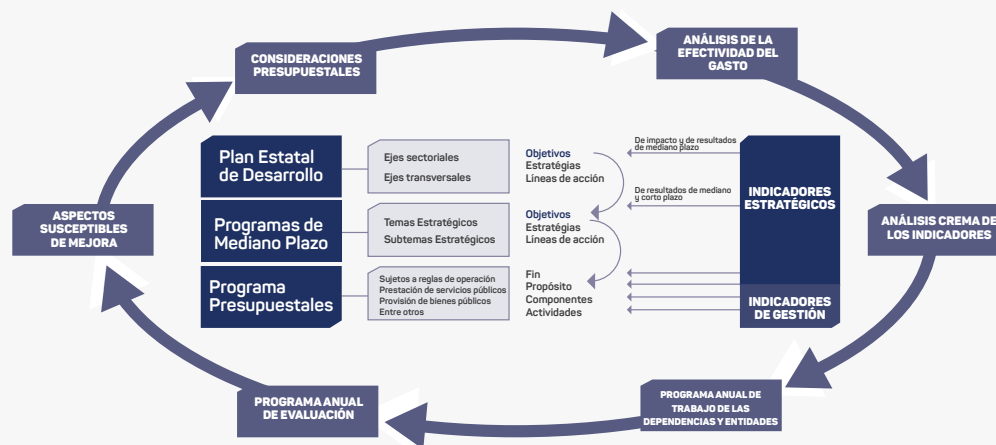 CONSIDERACIONES
PRESUPUESTALES
ANÁLISIS DE LA
EFECTIVIDAD DEL
GASTO
ANÁLISIS CREMA DE
LOS INDICADORES
PROGRAMA ANUAL DE
TRABAJO DE LAS
DEPENDENCIAS Y ENTIDADES
PROGRAMA ANUAL
DE EVALUACIÓN
ASPECTOS
SUSCEPTIBLES
DE MEJORA
Plan Estatal
de Desarrollo
Ejes sectoriales
Ejes transversales
Objetivos
Estratégias
Líneas de acción
De impacto y de resultados
de mediano plazo
Programas de
Mediano Plazo
Temas Estratégicos
Subtemas Estratégicos
Objetivos
Estratégias
Líneas de acción
De resultados de mediano
y corto plazo
Programa
Presupuestales
Sujetos a reglas de operación
Prestación de servicios públicos
Provisión de bienes públicos
Entre otros
Fin
Propósito
Componentes
Actividades
INDICADORES
ESTRATÉGICOS
INDICADORES
DE GESTIÓN